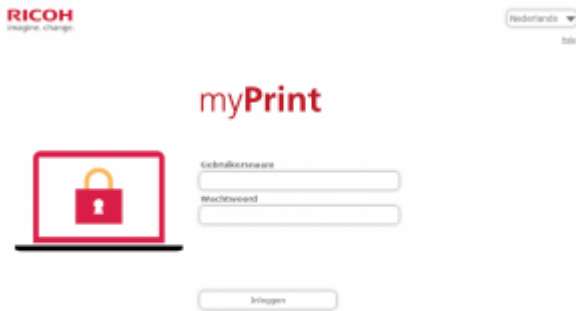 RICOH
imagine. change.
Nederlands
myPrint
Gebruikersnaam
Wachtwoord
Inloggen